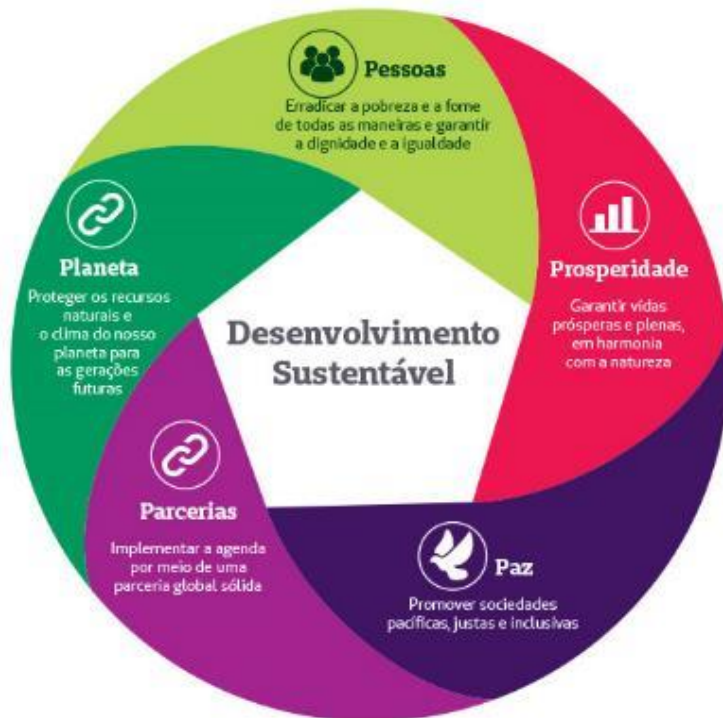 Pessoas
Erradicar a pobreza e a fome
de todas as maneiras e garantir
a dignidade e a igualdade
Prosperidade
Garantir vidas
prósperas e plenas,
em harmonia
com a natureza
Paz
Promover sociedades
pacíficas, justas e inclusivas
Parcerias
Implementar a agenda
por meio de uma
parceria global sólida
Planeta
Proteger os recursos
naturais e
o clima do nosso
planeta para
as gerações
futuras
Desenvolvimento
Sustentável